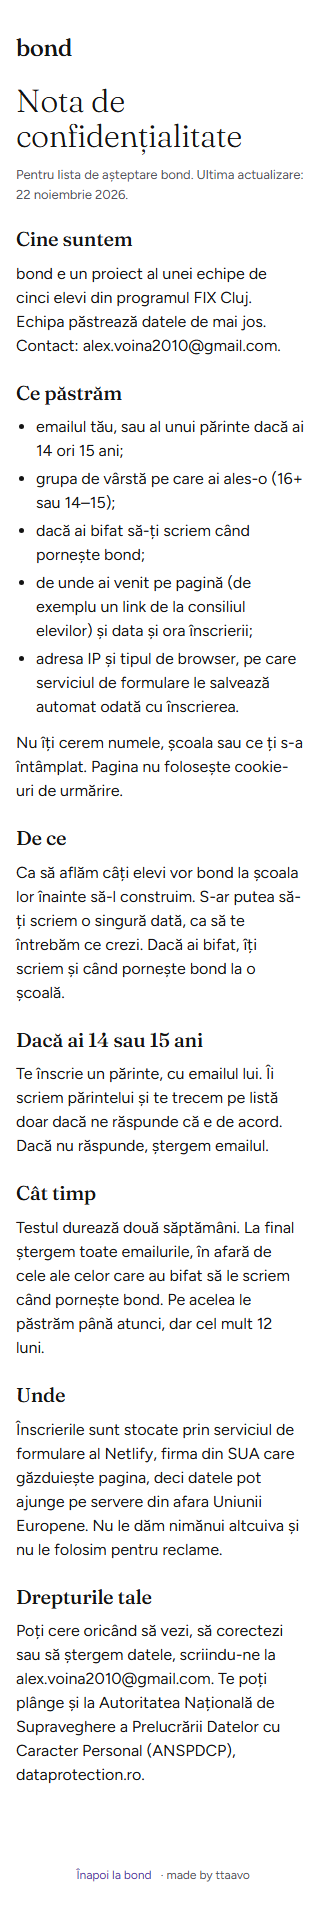 bond
Nota de
confidențialitate
Pentru lista de așteptare bond. Ultima actualizare:
22 noiembrie 2026.
Cine suntem
bond e un proiect al unei echipe de
cinci elevi din programul FIX Cluj.
Echipa păstrează datele de mai jos.
Contact: alex.voina2010@gmail.com.
Ce păstrăm
• emailul tău, sau al unui părinte dacă ai
14 ori 15 ani;
• grupa de vârstă pe care ai ales-o (16+
sau 14–15);
• dacă ai bifat să-ți scriem când
pornește bond;
• de unde ai venit pe pagină (de
exemplu un link de la consiliul
elevilor) și data și ora înscrierii;
• adresa IP și tipul de browser, pe care
serviciul de formulare le salvează
automat odată cu înscrierea.
Nu îți cerem numele, școala sau ce ți s-a
întâmplat. Pagina nu folosește cookie-
uri de urmărire.
De ce
Ca să aflăm câți elevi vor bond la școala
lor înainte să-l construim. S-ar putea să-
ți scriem o singură dată, ca să te
întrebăm ce crezi. Dacă ai bifat, îți
scriem și când pornește bond la o
școală.
Dacă ai 14 sau 15 ani
Te înscrie un părinte, cu emailul lui. Îi
scriem părintelui și te trecem pe listă
doar dacă ne răspunde că e de acord.
Dacă nu răspunde, ștergem emailul.
Cât timp
Testul durează două săptămâni. La final
ștergem toate emailurile, în afară de
cele ale celor care au bifat să le scriem
când pornește bond. Pe acelea le
păstrăm până atunci, dar cel mult 12
luni.
Unde
Înscrierile sunt stocate prin serviciul de
formulare al Netlify, firma din SUA care
găzduiește pagina, deci datele pot
ajunge pe servere din afara Uniunii
Europene. Nu le dăm nimănui altcuiva și
nu le folosim pentru reclame.
Drepturile tale
Poți cere oricând să vezi, să corectezi
sau să ștergem datele, scriindu-ne la
alex.voina2010@gmail.com. Te poți
plânge și la Autoritatea Națională de
Supraveghere a Prelucrării Datelor cu
Caracter Personal (ANSPDCP),
dataprotection.ro.
Înapoi la bond · made by ttaavo